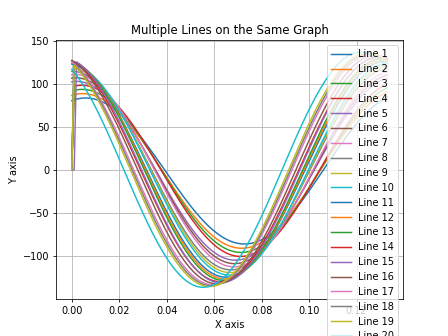 Multiple Lines on the Same Graph
150
100
50
0
−50
−100
Y axis
0.00
0.02
0.04
0.06
0.08
0.10
X axis
Line 1
Line 2
Line 3
Line 4
Line 5
Line 6
Line 7
Line 8
Line 9
Line 10
Line 11
Line 12
Line 13
Line 14
Line 15
Line 16
Line 17
Line 18
Line 19
Line 20